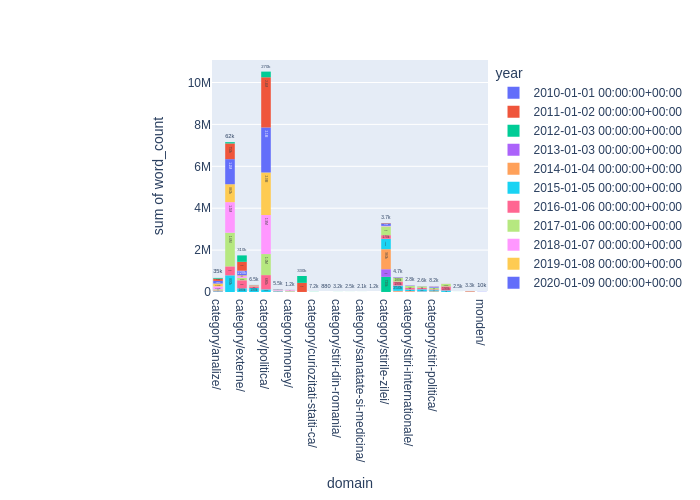 year
2010-01-01 00:00:00+00:00
2011-01-02 00:00:00+00:00
2012-01-03 00:00:00+00:00
2013-01-03 00:00:00+00:00
2014-01-04 00:00:00+00:00
2015-01-05 00:00:00+00:00
2016-01-06 00:00:00+00:00
2017-01-06 00:00:00+00:00
2018-01-07 00:00:00+00:00
2019-01-08 00:00:00+00:00
2020-01-09 00:00:00+00:00
sum of word_count
10M
8M
6M
4M
2M
0
35k
62k
6.5k
5.5k
1.2k
7.2k
880
3.2k
2.5k
2.1k
1.2k
3.7k
4.7k
2.8k
2.6k
8.2k
2.5k
3.3k
10k
category/analize/
category/externe/
category/politica/
category/money/
category/curiozitati-staiti-ca/
category/stiri-din-romania/
category/sanatate-si-medicina/
category/stirile-zilei/
category/stiri-internationale/
category/stiri-politica/
monden/
domain